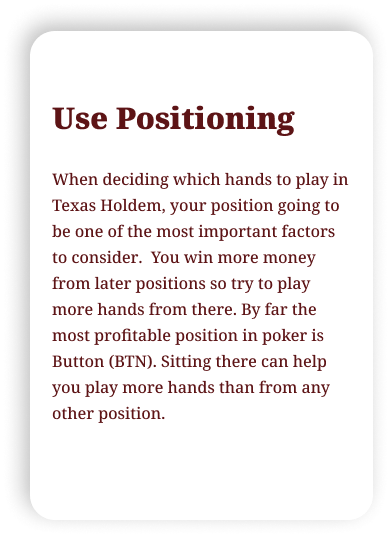 Use Positioning
When deciding which hands to play in
Texas Holdem, your position going to
be one of the most important factors
to consider.  You win more money
from later positions so try to play
more hands from there. By far the
most profitable position in poker is
Button (BTN). Sitting there can help
you play more hands than from any
other position.